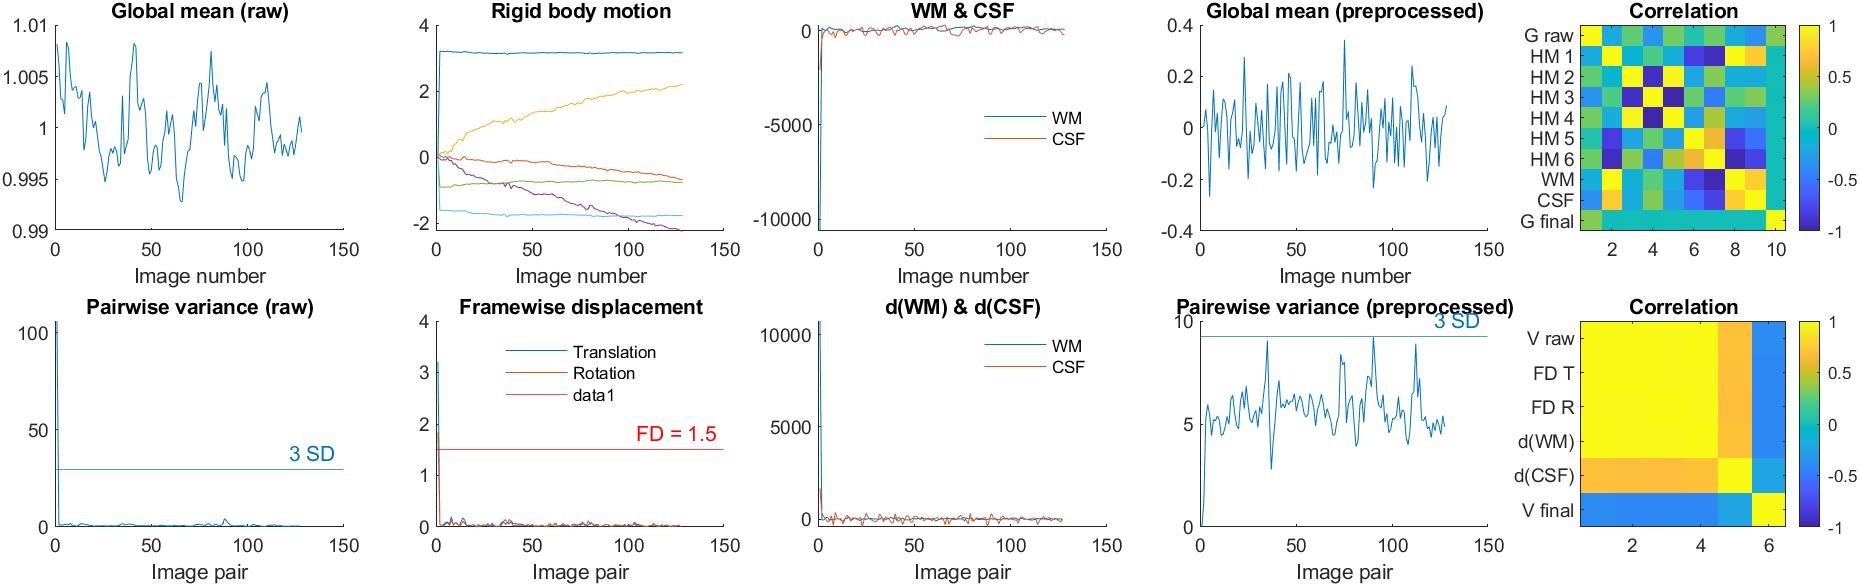 Global mean (raw)
1.01
1.005
1
0.995
0.99
0 50 100 150
Image number
Rigid body motion
4
2
0
-2
0 50 100 150
Image number
WM & CSF
0
-5000
-10000
WM
CSF
0 50 100 150
Image number
Global mean (preprocessed)
0.4
0.2
0
-0.2
-0.4
0 50 100 150
Image number
Correlation
G raw
HM 1
HM 2
HM 3
HM 4
HM 5
HM 6
WM
CSF
G final
2 4 6 8 10
1
0.5
0
-0.5
-1
Pairwise variance (raw)
100
50
0
3 SD
0 50 100 150
Image pair
Framewise displacement
4
3
2
1
0
Translation
Rotation
data1
FD = 1.5
0 50 100 150
Image pair
d(WM) & d(CSF)
10000
5000
0
WM
CSF
0 50 100 150
Image pair
Pairewise variance (preprocessed)
3 SD
10
5
0
0 50 100 150
Image pair
Correlation
V raw
FD T
FD R
d(WM)
d(CSF)
V final
2 4 6
1
0.5
0
-0.5
-1